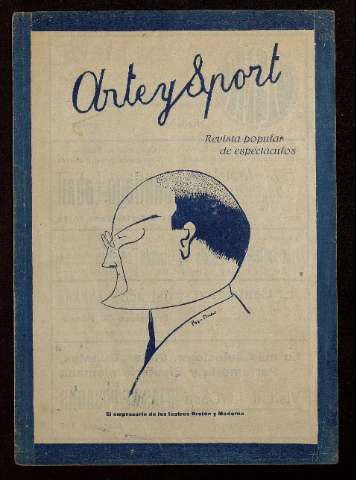 Arte y Sport
Revista popular
de espectáculos
El empresario de los teatros Bretón y Moderno